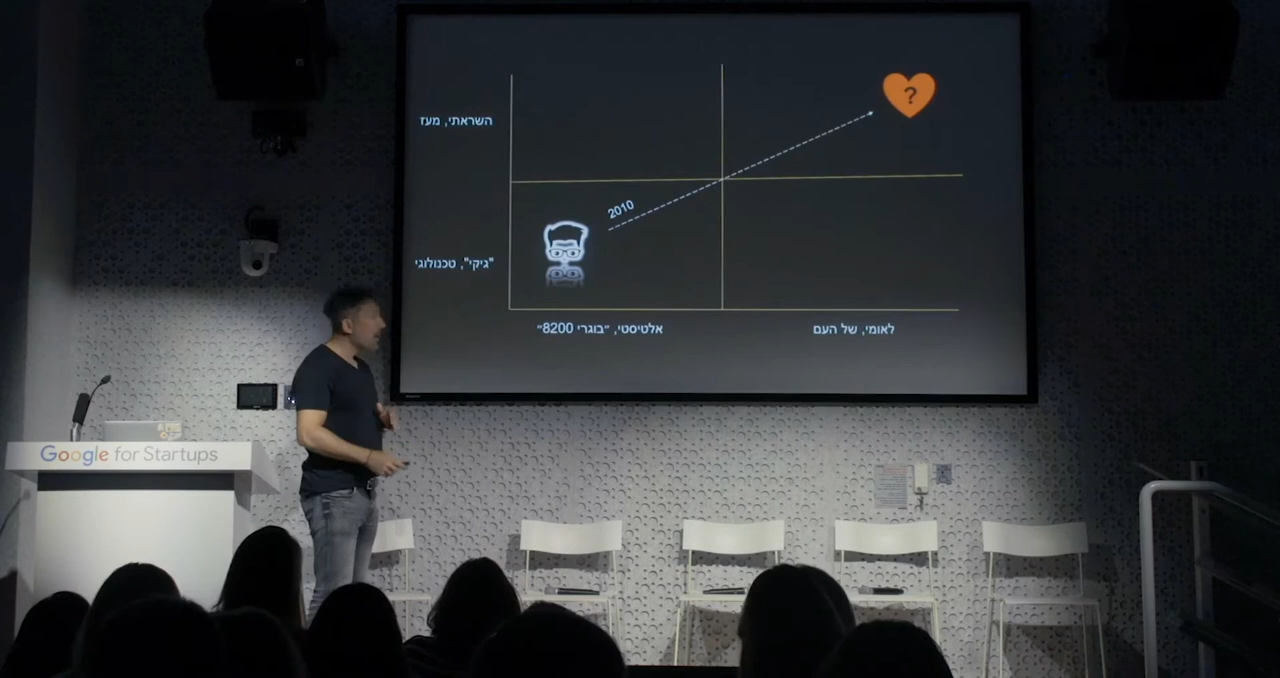 השראתי, מעז
?
2010
"גיקי", טכנולוגי
אלטיסטי, ״בוגרי 8200״
לאומי, של העם
Google for Startups